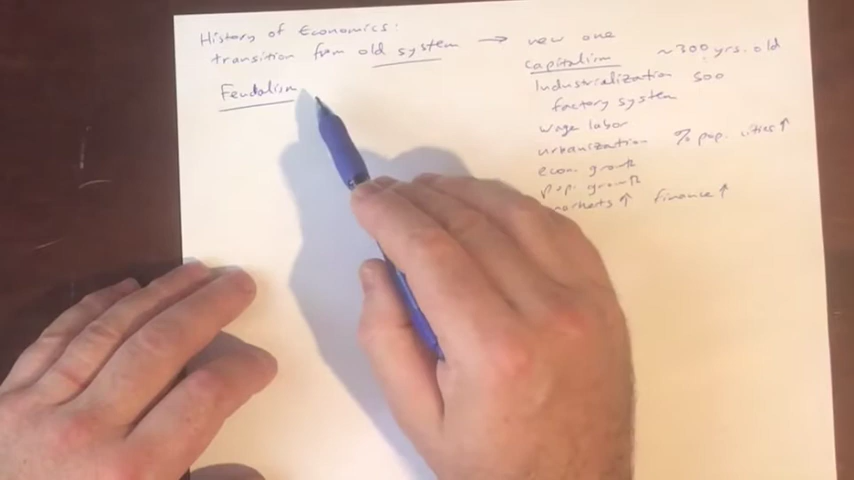 History of Economics:
transition from old system → new one
Capitalism ~300 yrs. old
Feudalism
Industrialization 500
factory system
wage labor
urbanization % pop. cities ↑
econ. growth
pop. growth
markets ↑ finance ↑